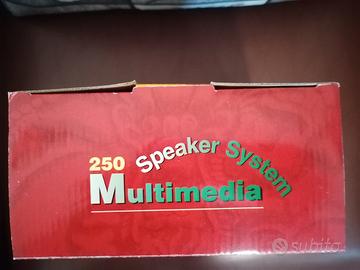 250 Speaker System
Multimedia
subito